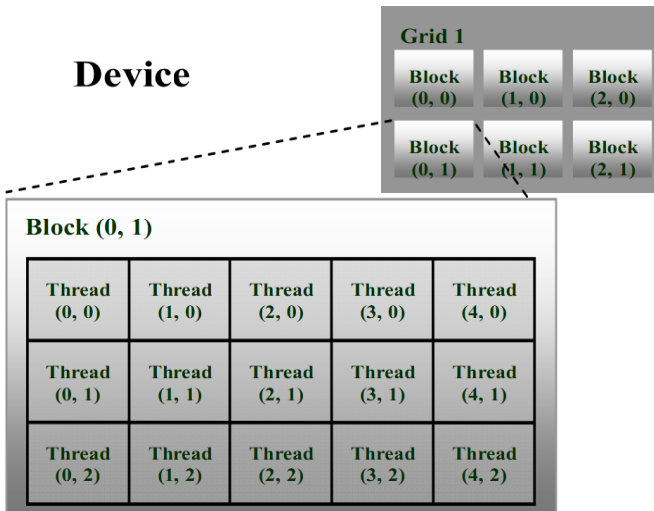 Device
Grid 1
Block Block Block
(0, 0) (1, 0) (2, 0)
Block Block Block
(0, 1) (1, 1) (2, 1)
Block (0, 1)
Thread Thread Thread Thread Thread
(0, 0) (1, 0) (2, 0) (3, 0) (4, 0)
Thread Thread Thread Thread Thread
(0, 1) (1, 1) (2, 1) (3, 1) (4, 1)
Thread Thread Thread Thread Thread
(0, 2) (1, 2) (2, 2) (3, 2) (4, 2)